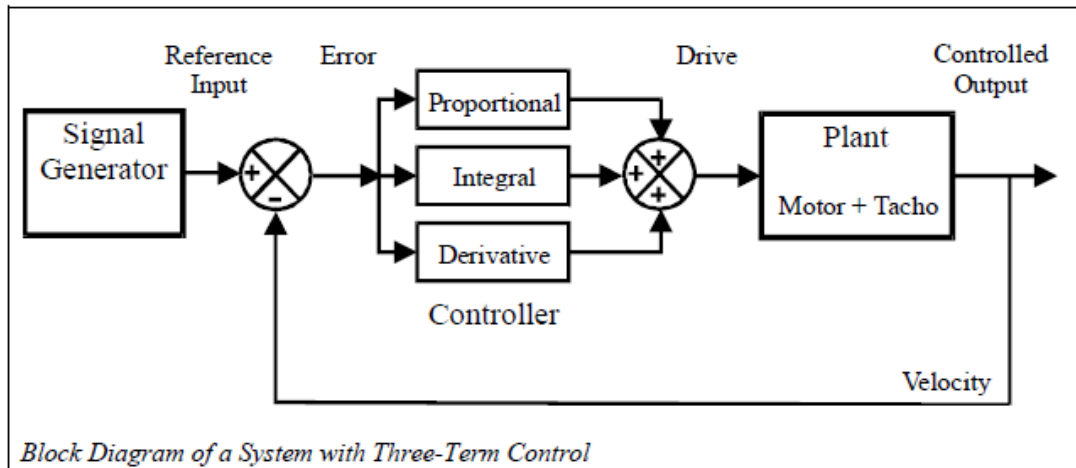 Reference
Input
Error
Drive
Controlled
Output
Signal
Generator
+
-
Proportional
Integral
Derivative
Controller
+
+
+
Plant
Motor + Tacho
Velocity
Block Diagram of a System with Three-Term Control